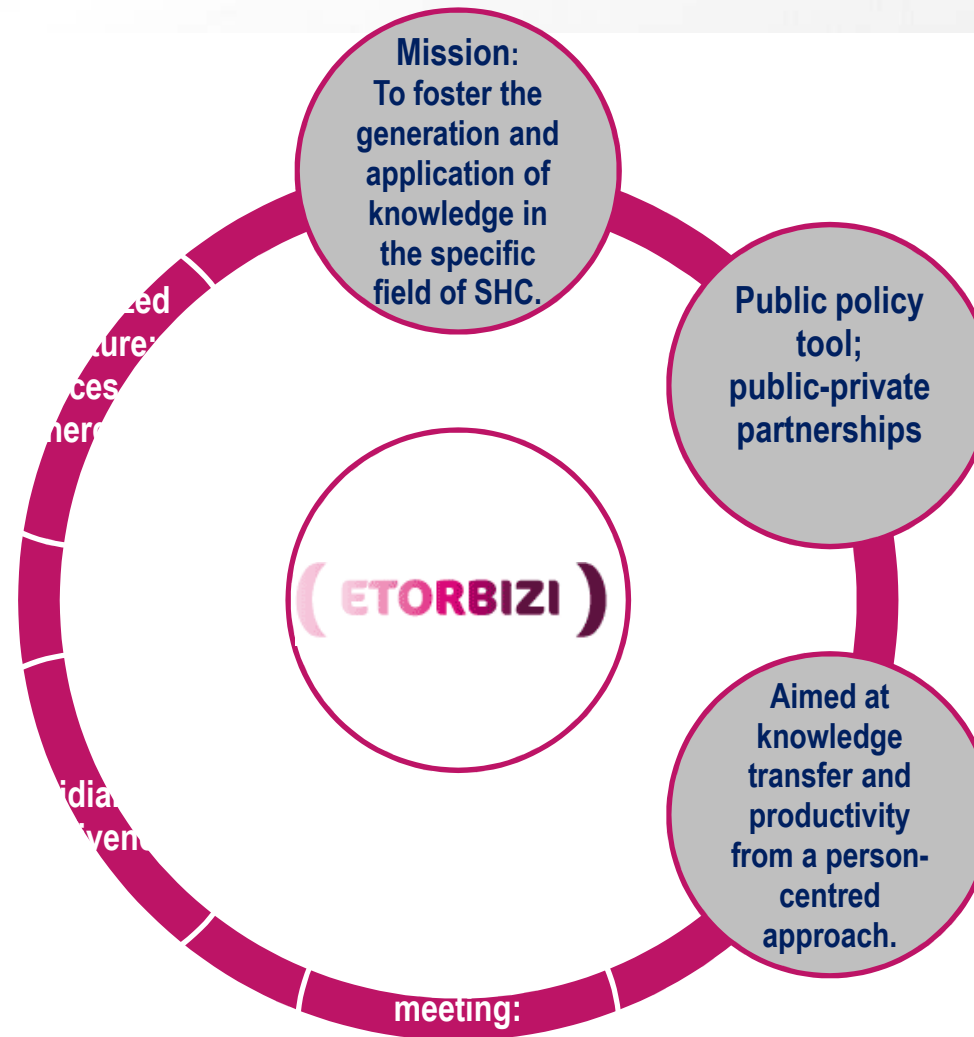 Mission:
To foster the
generation and
application of
knowledge in
the specific
field of SHC.
Public policy
tool;
public-private
partnerships
( ETORBIZI )
Aimed at
knowledge
transfer and
productivity
from a person-
centred
approach.
meeting: